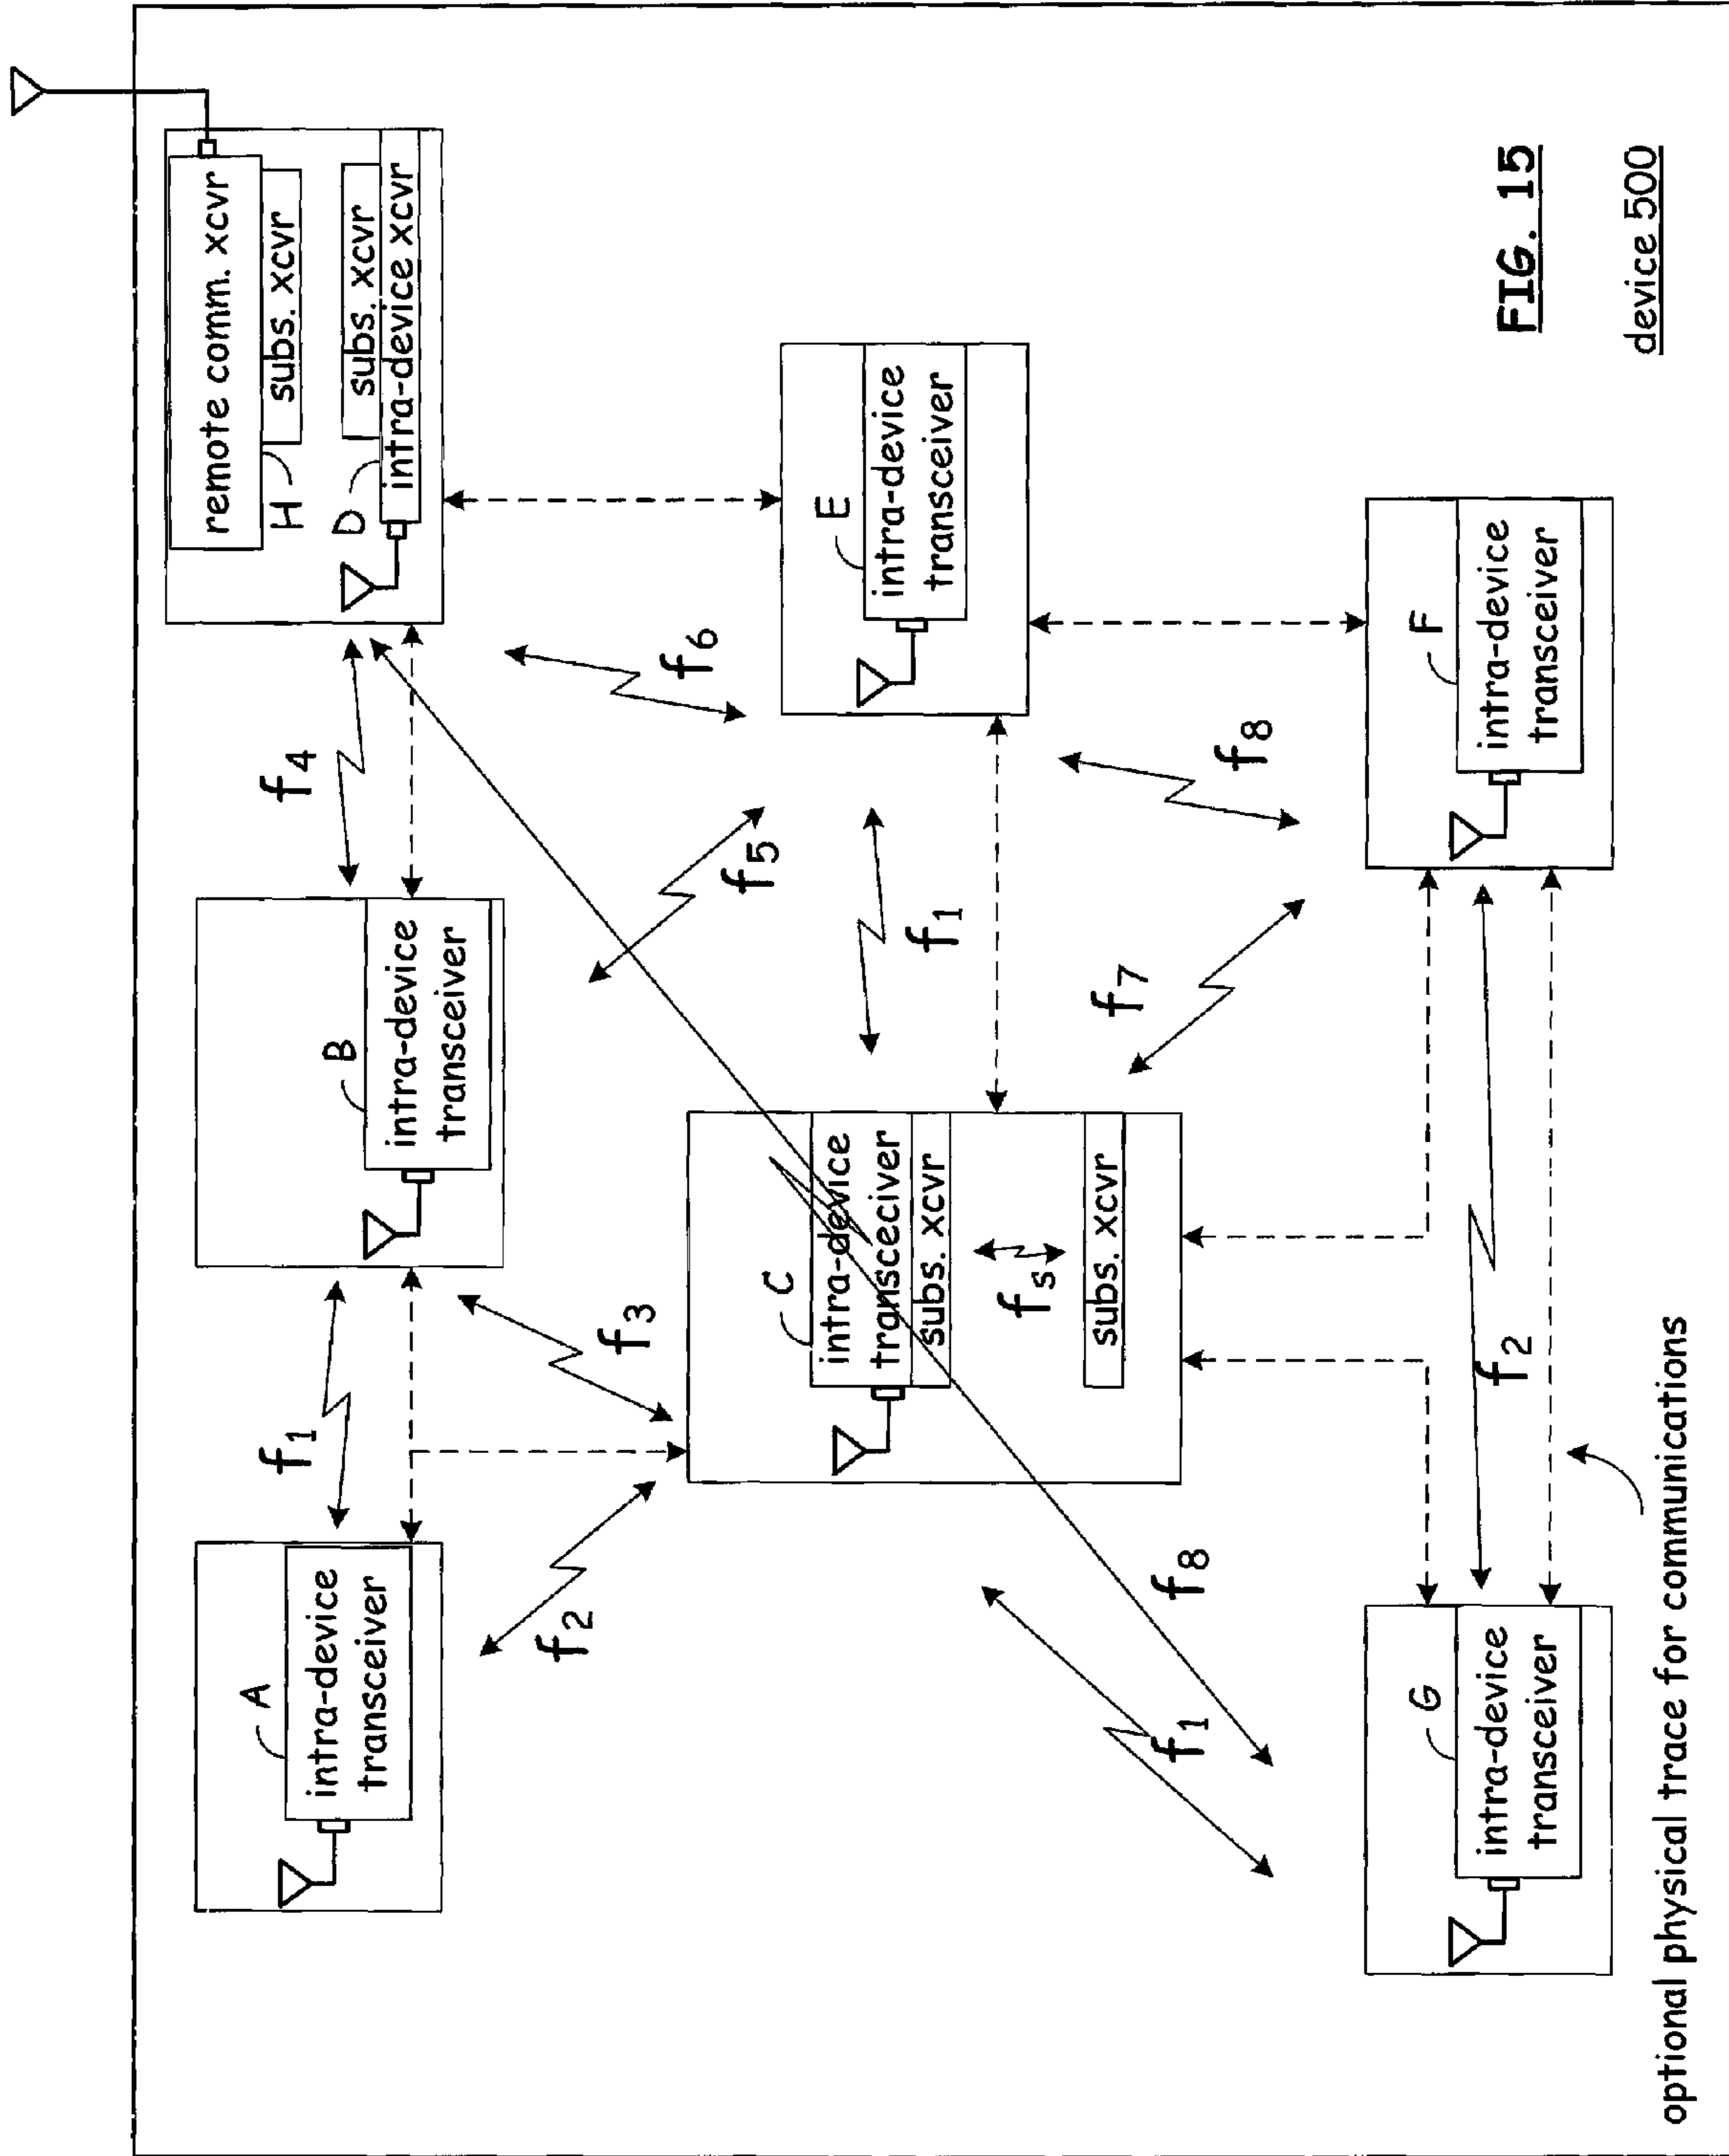 A
intra-device
transceiver
f1
B
intra-device
transceiver
f4
remote comm. xcvr
subs. xcvr
H
D
subs. xcvr
intra-device xcvr
f2
f3
f5
f6
C
intra-device
transceciver
subs. xcvr
fs
subs. xcvr
f1
E
intra-device
transceiver
f1
f8
f7
f8
G
intra-device
transceiver
f2
F
intra-device
transceiver
optional physical trace for communications
FIG. 15
device 500